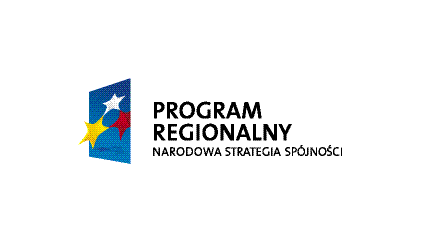 PROGRAM
REGIONALNY
NARODOWA STRATEGIA SPÓJNOŚCI